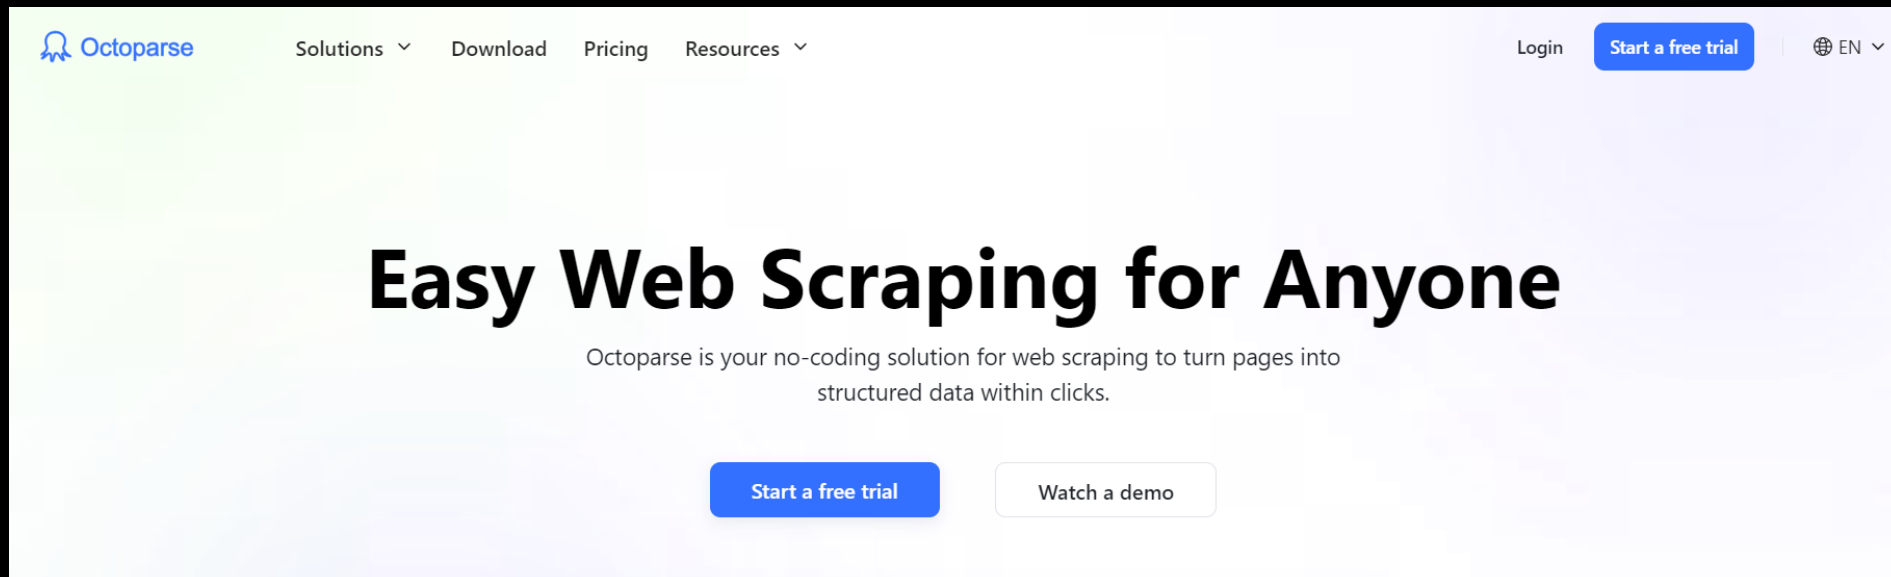 Octoparse
Solutions
Download
Pricing
Resources
Login
Start a free trial
EN
Easy Web Scraping for Anyone
Octoparse is your no-coding solution for web scraping to turn pages into
structured data within clicks.
Start a free trial
Watch a demo